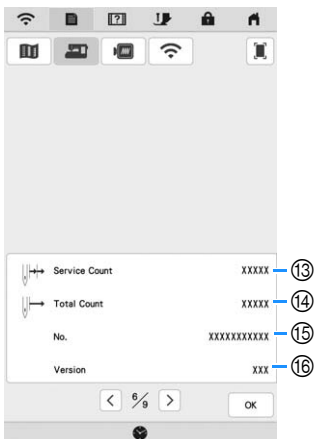 Service Count XXXXX ⑬
Total Count XXXXX ⑭
No. XXXXXXXXXXX ⑮
Version XXX ⑯
< 6/9 > OK